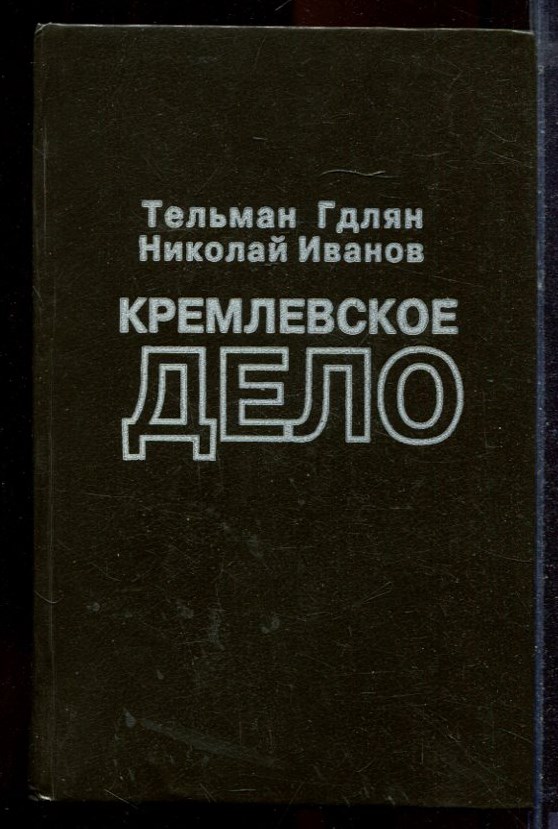 Тельман Гдлян
Николай Иванов
КРЕМЛЕВСКОЕ
ДЕЛО